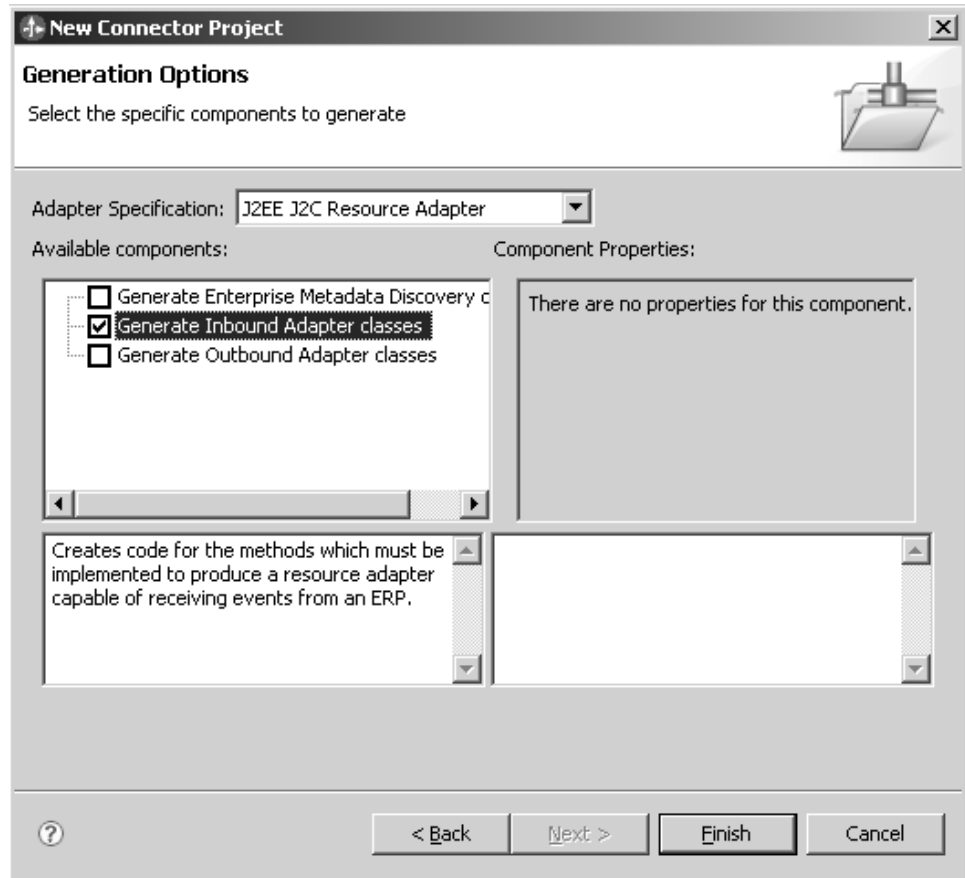 New Connector Project
Generation Options
Select the specific components to generate
Adapter Specification: J2EE J2C Resource Adapter
Available components:
Component Properties:
Generate Enterprise Metadata Discovery c
Generate Inbound Adapter classes
Generate Outbound Adapter classes
There are no properties for this component.
Creates code for the methods which must be
implemented to produce a resource adapter
capable of receiving events from an ERP.
< Back
Next >
Finish
Cancel